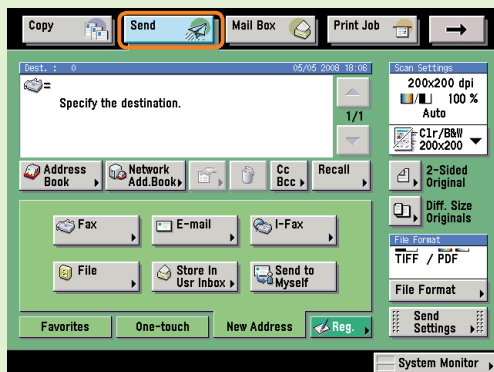 Copy
Send
Mail Box
Print Job
Dest. : 0
05/05 2008 18:06
Specify the destination.
1/1
Scan Settings
200x200 dpi
100 %
Auto
Clr/B&W
200x200
Address
Book
Network
Add.Book
Cc
Bcc
Recall
2-Sided
Original
Diff. Size
Originals
Fax
E-mail
I-Fax
File
Store In
Usr Inbox
Send to
Myself
File Format
TIFF / PDF
File Format
Favorites
One-touch
New Address
Reg.
Send
Settings
System Monitor